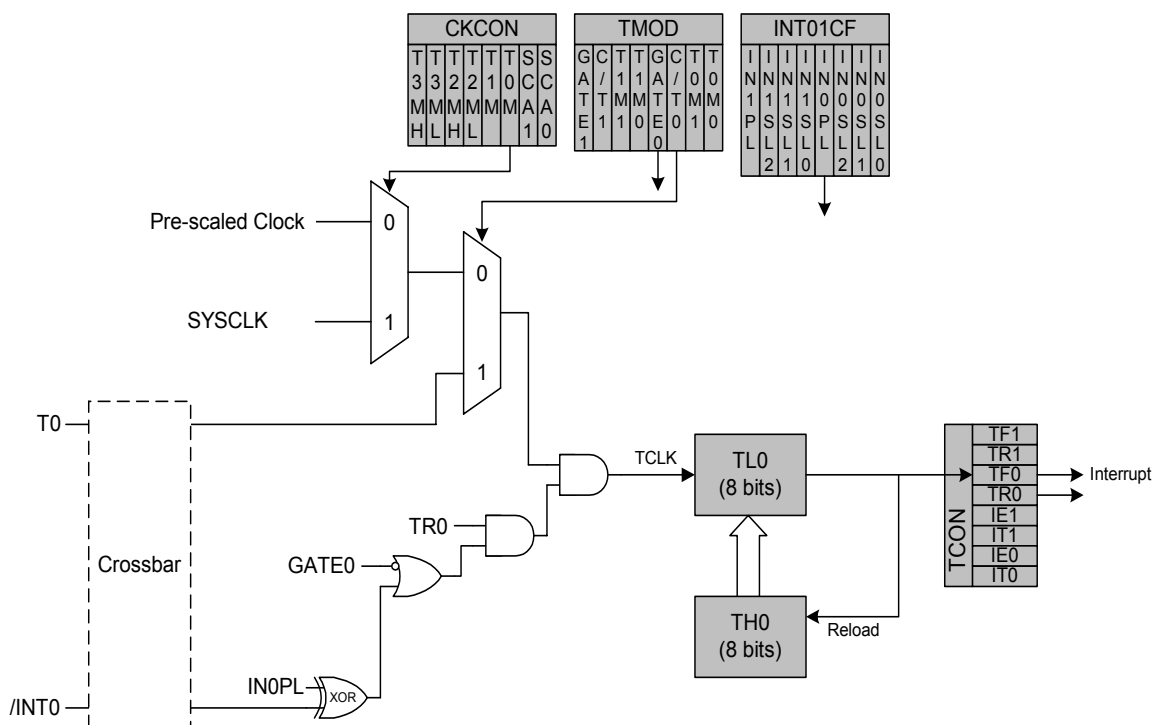 CKCON
TMOD
INT01CF
T3MH
T3ML
T2MH
T2ML
T1M
T0M
SCA1
SCA0
GATE1
C/T1
T1M1
T1M0
GATE0
C/T0
T0M1
T0M0
IN1PL
IN1SL2
IN1SL1
IN1SL0
IN0PL
IN0SL2
IN0SL1
IN0SL0
Pre-scaled Clock
0
0
SYSCLK
1
1
T0
Crossbar
TCLK
TL0
(8 bits)
TCON
TF1
TR1
TF0
TR0
IE1
IT1
IE0
IT0
Interrupt
TR0
GATE0
TH0
(8 bits)
Reload
IN0PL
XOR
/INT0